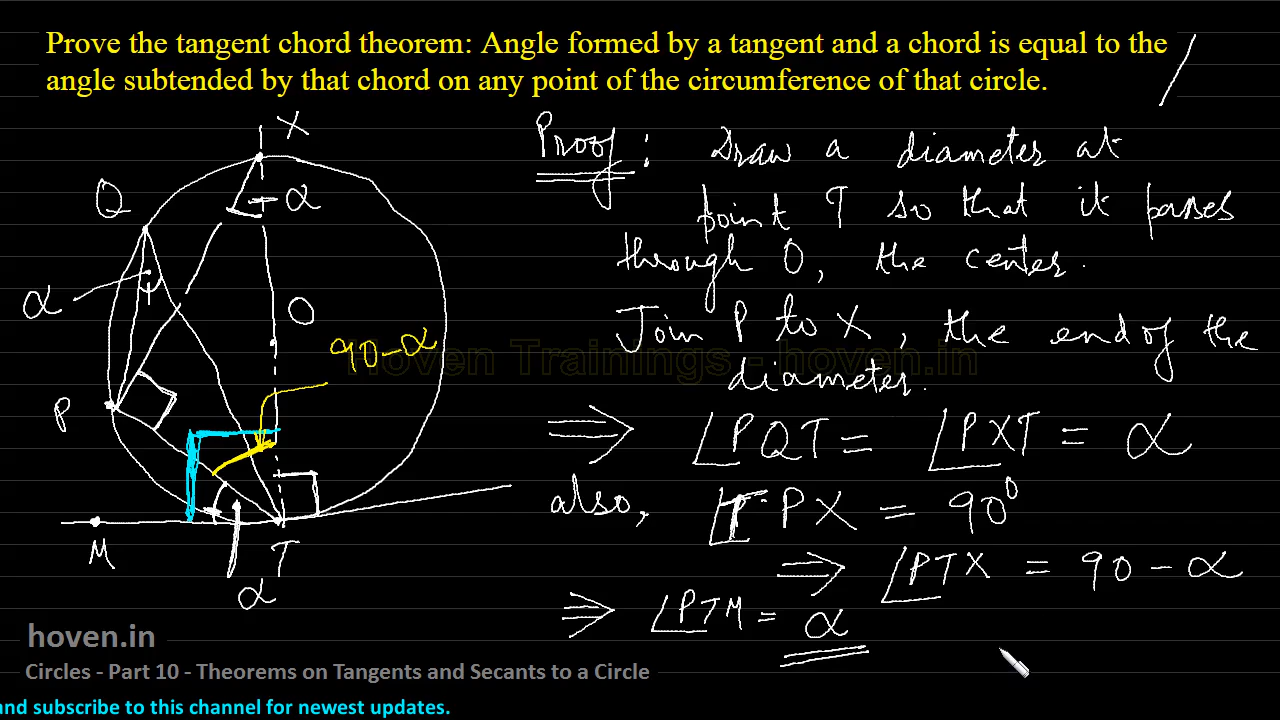 Prove the tangent chord theorem: Angle formed by a tangent and a chord is equal to the
angle subtended by that chord on any point of the circumference of that circle.
X
Q
α
α
O
90-α
P
M
T
α
Proof : Draw a diameter at
point T so that it passes
through O, the center.
Join P to X, the end of the
diameter.
Hoven Trainings - hoven.in
⇒ ∠PQT = ∠PXT = α
also, ∠TPX = 90⁰
⇒ ∠PTX = 90 - α
⇒ ∠PTM = α
hoven.in
Circles - Part 10 - Theorems on Tangents and Secants to a Circle
and subscribe to this channel for newest updates.